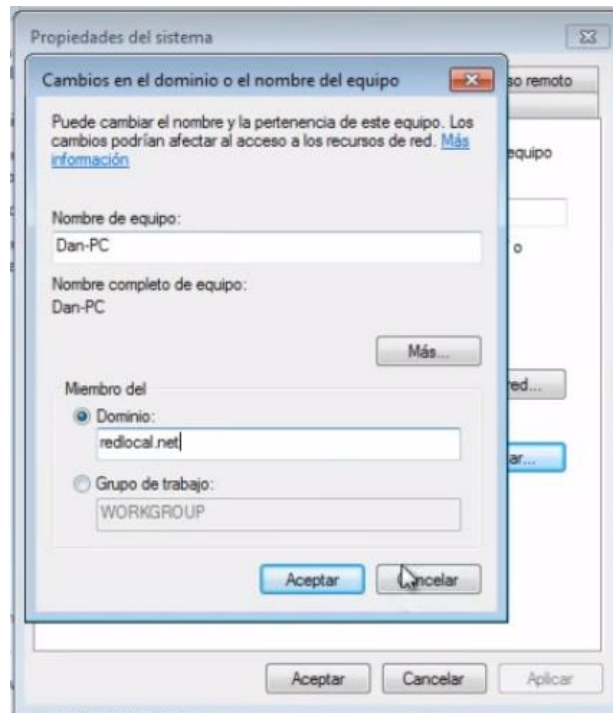 Propiedades del sistema
Cambios en el dominio o el nombre del equipo
so remoto
Puede cambiar el nombre y la pertenencia de este equipo. Los
cambios podrían afectar al acceso a los recursos de red. Más
información
equipo
Nombre de equipo:
Dan-PC
o
Nombre completo de equipo:
Dan-PC
Más...
red...
Miembro del
Dominio:
redlocal.net
ar...
Grupo de trabajo:
WORKGROUP
Aceptar
Cancelar
Aceptar
Cancelar
Aplicar